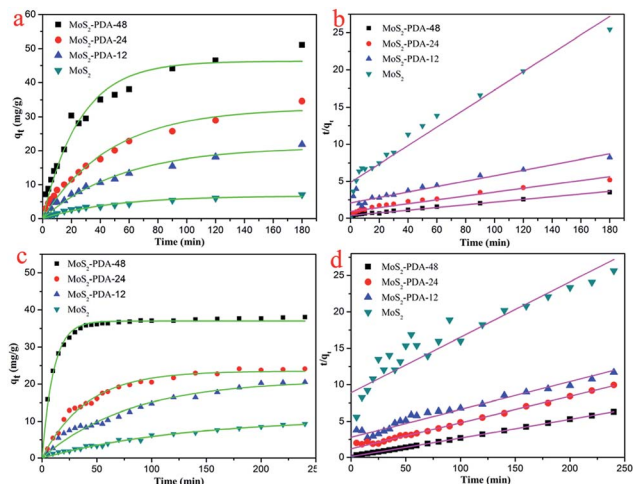 a
MoS2-PDA-48
MoS2-PDA-24
MoS2-PDA-12
MoS2
qt (mg/g)
60
50
40
30
20
10
0
0 20 40 60 80 100 120 140 160 180
Time (min)
b
MoS2-PDA-48
MoS2-PDA-24
MoS2-PDA-12
MoS2
t/qt
25
20
15
10
5
0
0 20 40 60 80 100 120 140 160 180
Time (min)
c
MoS2-PDA-48
MoS2-PDA-24
MoS2-PDA-12
MoS2
qt (mg/g)
50
40
30
20
10
0
0 50 100 150 200 250
Time (min)
d
MoS2-PDA-48
MoS2-PDA-24
MoS2-PDA-12
MoS2
t/qt
25
20
15
10
5
0
0 50 100 150 200 250
Time (min)